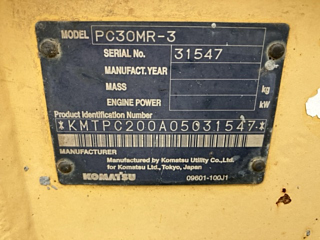 MODEL PC30MR-3
SERIAL No. 31547
MANUFACT.YEAR
MASS kg
ENGINE POWER kW
Product Identification Number
*KMTPC200A05031547*
MANUFACTURER
Manufactured by Komatsu Utility Co.,Ltd.
for Komatsu Ltd., Tokyo, Japan
KOMATSU 09601-100J1